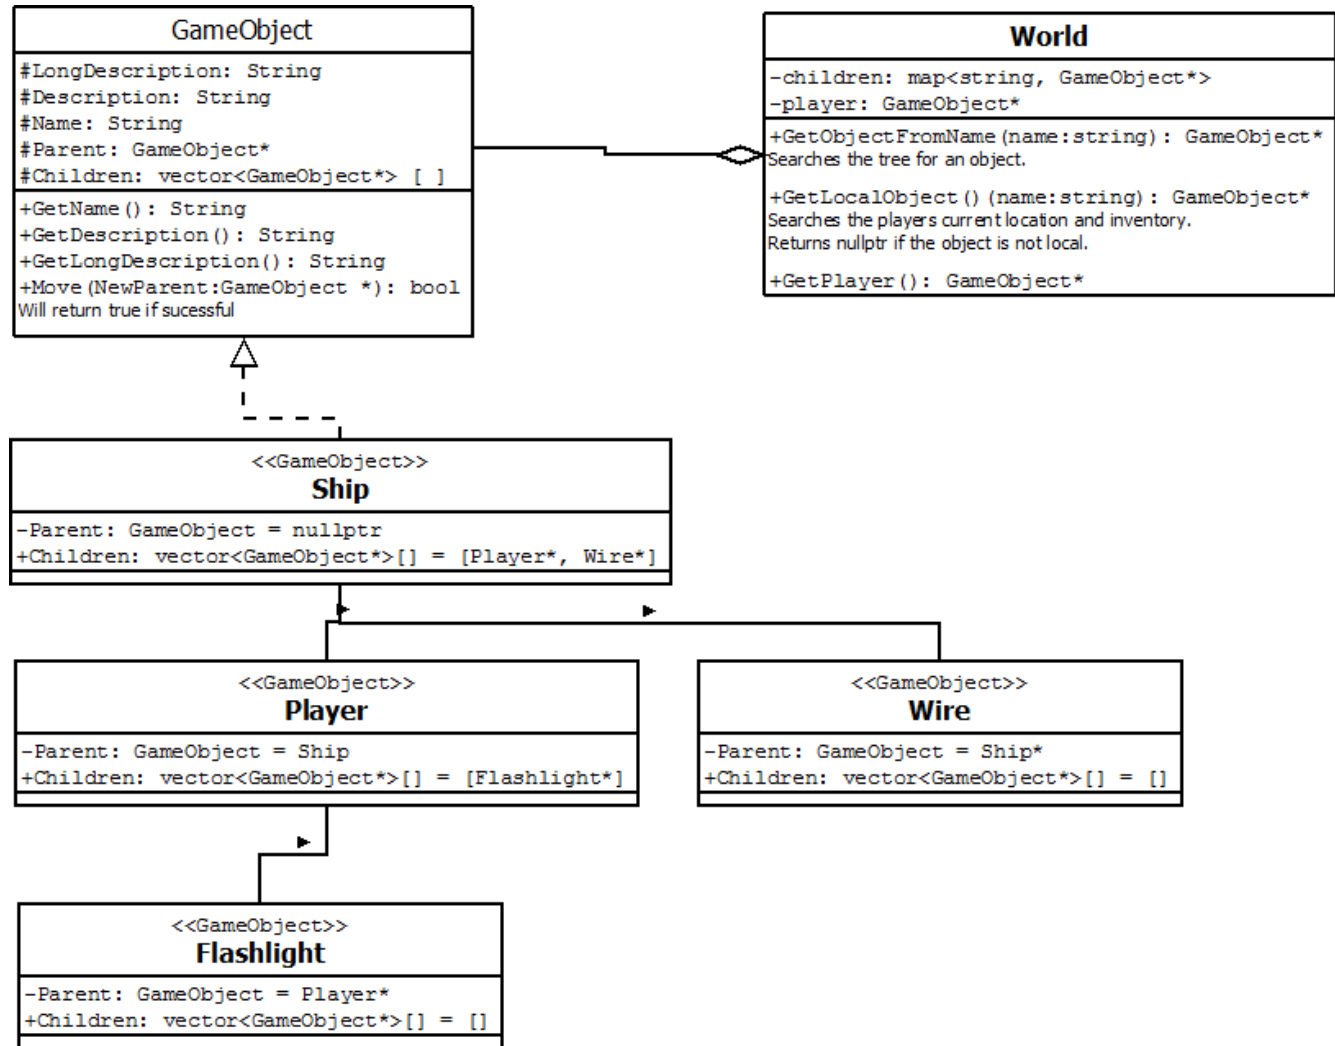 GameObject
#LongDescription: String
#Description: String
#Name: String
#Parent: GameObject*
#Children: vector<GameObject*> [ ]
+GetName(): String
+GetDescription(): String
+GetLongDescription(): String
+Move(NewParent:GameObject *): bool
Will return true if sucessful
World
-children: map<string, GameObject*>
-player: GameObject*
+GetObjectFromName(name:string): GameObject*
Searches the tree for an object.
+GetLocalObject()(name:string): GameObject*
Searches the players current location and inventory.
Returns nullptr if the object is not local.
+GetPlayer(): GameObject*
<<GameObject>>
Ship
-Parent: GameObject = nullptr
+Children: vector<GameObject*>[] = [Player*, Wire*]
<<GameObject>>
Player
-Parent: GameObject = Ship
+Children: vector<GameObject*>[] = [Flashlight*]
<<GameObject>>
Wire
-Parent: GameObject = Ship*
+Children: vector<GameObject*>[] = []
<<GameObject>>
Flashlight
-Parent: GameObject = Player*
+Children: vector<GameObject*>[] = []